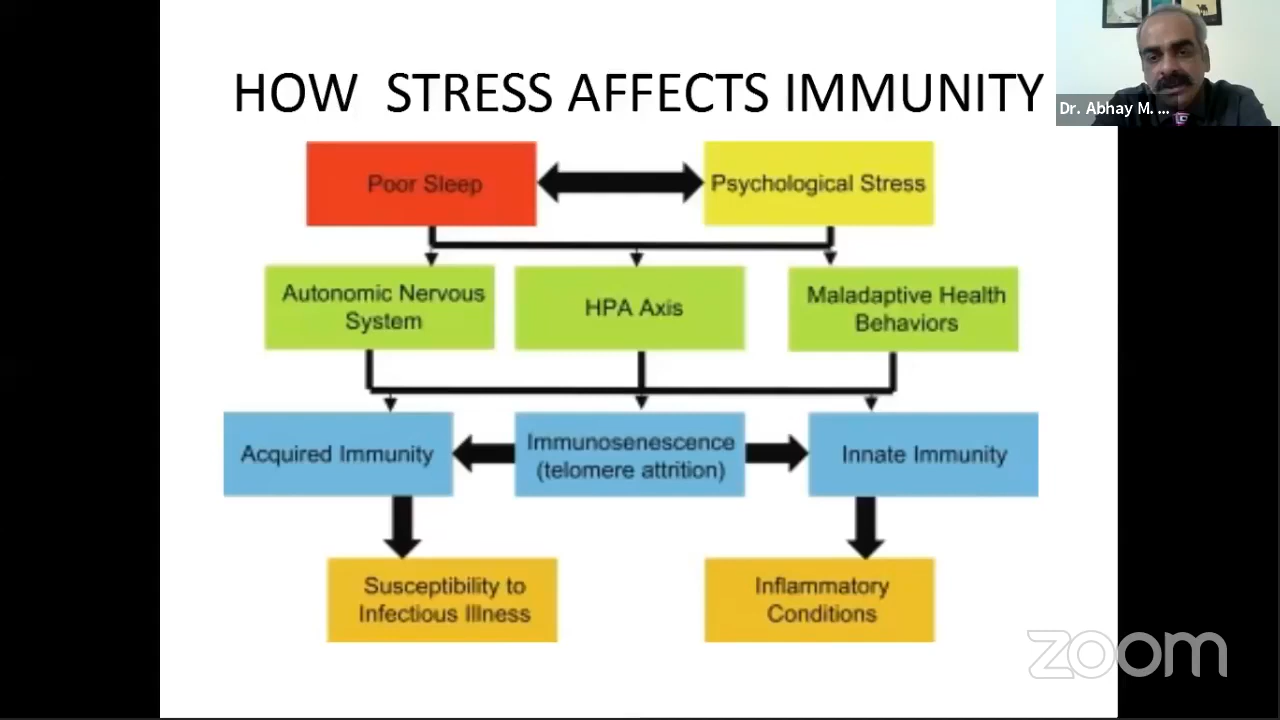 HOW STRESS AFFECTS IMMUNITY
Dr. Abhay M. ...
Poor Sleep
Psychological Stress
Autonomic Nervous
System
HPA Axis
Maladaptive Health
Behaviors
Acquired Immunity
Immunosenescence
(telomere attrition)
Innate Immunity
Susceptibility to
Infectious Illness
Inflammatory
Conditions
zoom